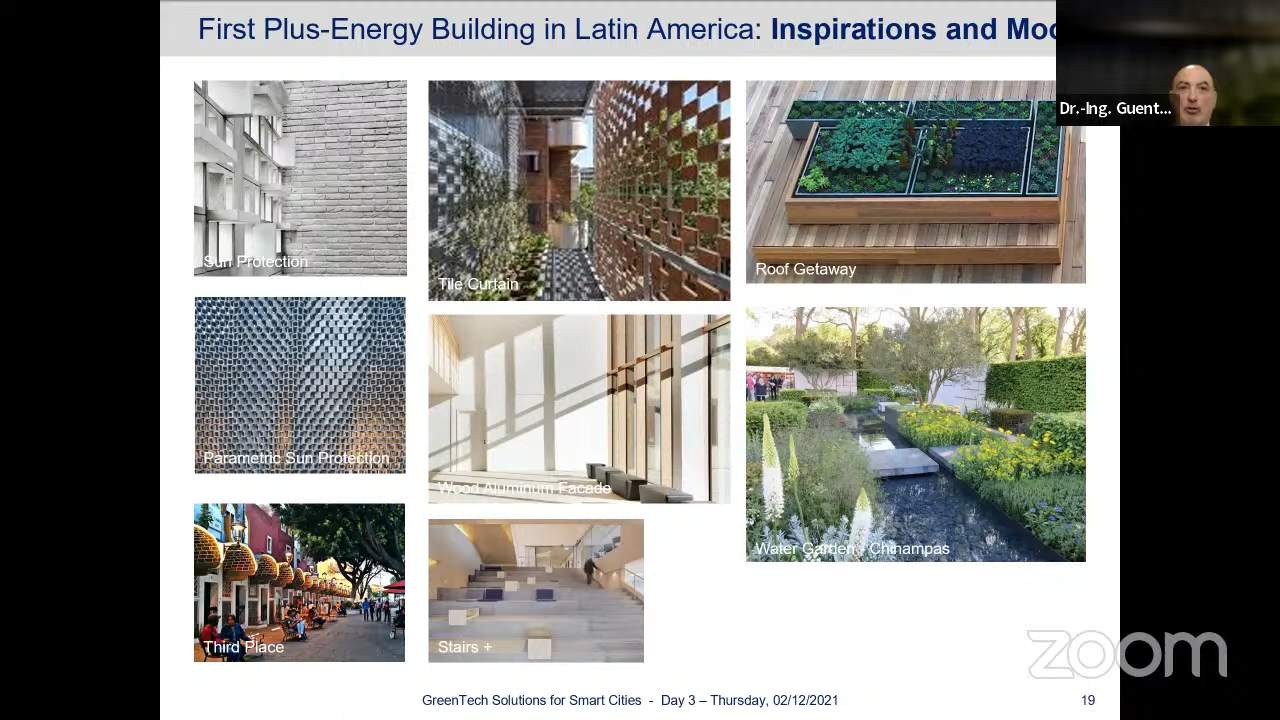 First Plus-Energy Building in Latin America: Inspirations and Moo
Dr.-Ing. Guent...
Sun Protection
Tile Curtain
Roof Getaway
Parametric Sun Protection
Wood Aluminum Facade
Water Garden - Chinampas
Third Place
Stairs +
zoom
GreenTech Solutions for Smart Cities - Day 3 – Thursday, 02/12/2021
19